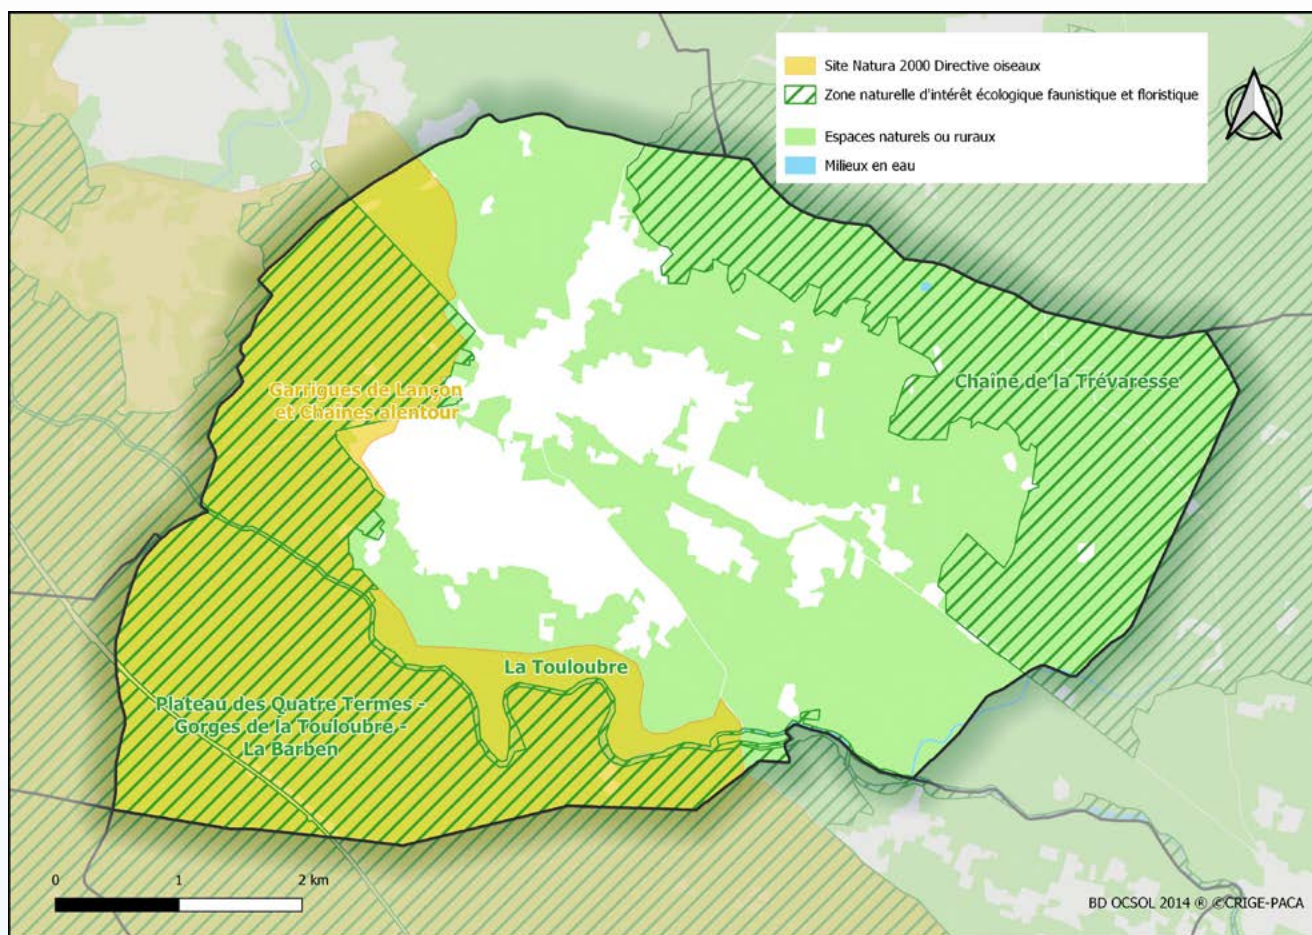 Site Natura 2000 Directive oiseaux
Zone naturelle d'intérêt écologique faunistique et floristique
Espaces naturels ou ruraux
Milieux en eau
Garrigues de Lançon
et Chaines alentour
Chaîne de la Trévaresse
La Touloubre
Plateau des Quatre Termes -
Gorges de la Touloubre -
La Barben
0 1 2 km
BD OCSOL 2014 ® ©CRIGE-PACA